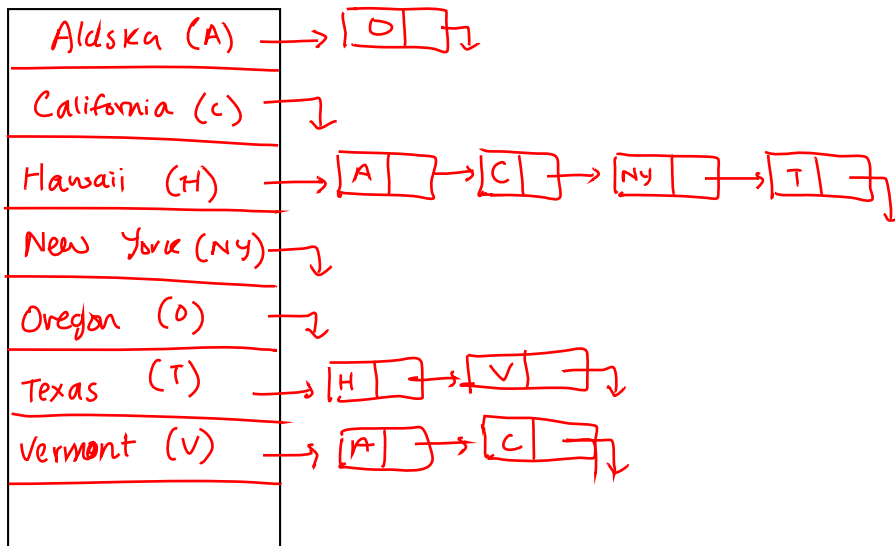 Aldska (A) O
California (C)
Hawaii (H) A C Ny T
New York (NY)
Oregon (O)
Texas (T) H V
Vermont (V) A C